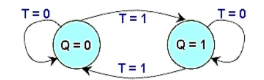 T = 0
T = 1
T = 0
Q = 0
Q = 1
T = 1